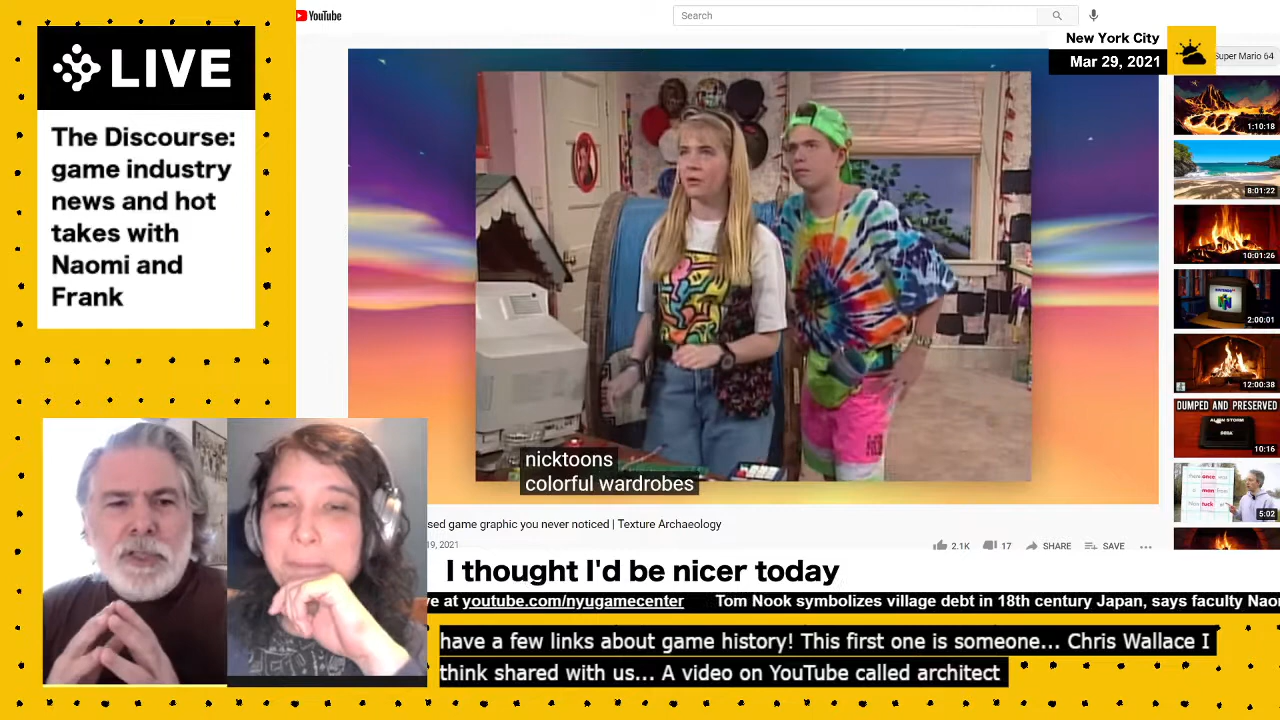 LIVE
The Discourse:
game industry
news and hot
takes with
Naomi and
Frank
YouTube
Search
New York City
Mar 29, 2021
Super Mario 64
1:10:18
8:01:22
10:01:26
2:00:01
12:00:38
DUMPED AND PRESERVED
10:16
5:02
nicktoons
colorful wardrobes
sed game graphic you never noticed | Texture Archaeology
19, 2021
2.1K
17
SHARE
SAVE
I thought I'd be nicer today
ve at youtube.com/nyugamecenter
Tom Nook symbolizes village debt in 18th century Japan, says faculty Nao
have a few links about game history! This first one is someone... Chris Wallace I
think shared with us... A video on YouTube called architect